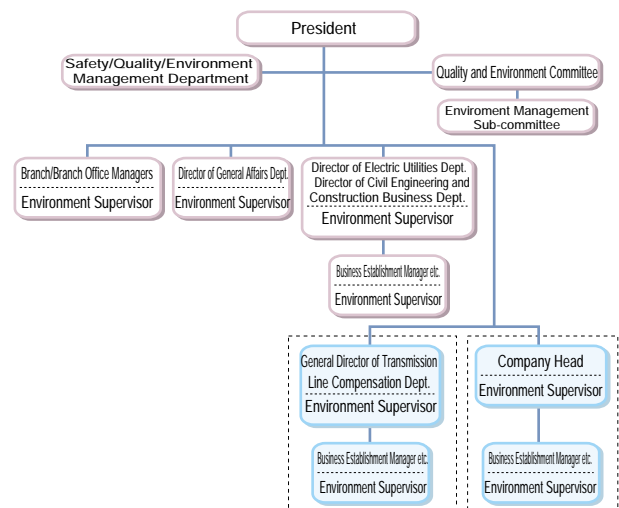 President
Safety/Quality/Environment
Management Department
Quality and Environment Committee
Enviroment Management
Sub-committee
Branch/Branch Office Managers
Environment Supervisor
Director of General Affairs Dept.
Environment Supervisor
Director of Electric Utilities Dept.
Director of Civil Engineering and
Construction Business Dept.
Environment Supervisor
Business Establishment Manager etc.
Environment Supervisor
General Director of Transmission
Line Compensation Dept.
Environment Supervisor
Business Establishment Manager etc.
Environment Supervisor
Company Head
Environment Supervisor
Business Establishment Manager etc.
Environment Supervisor